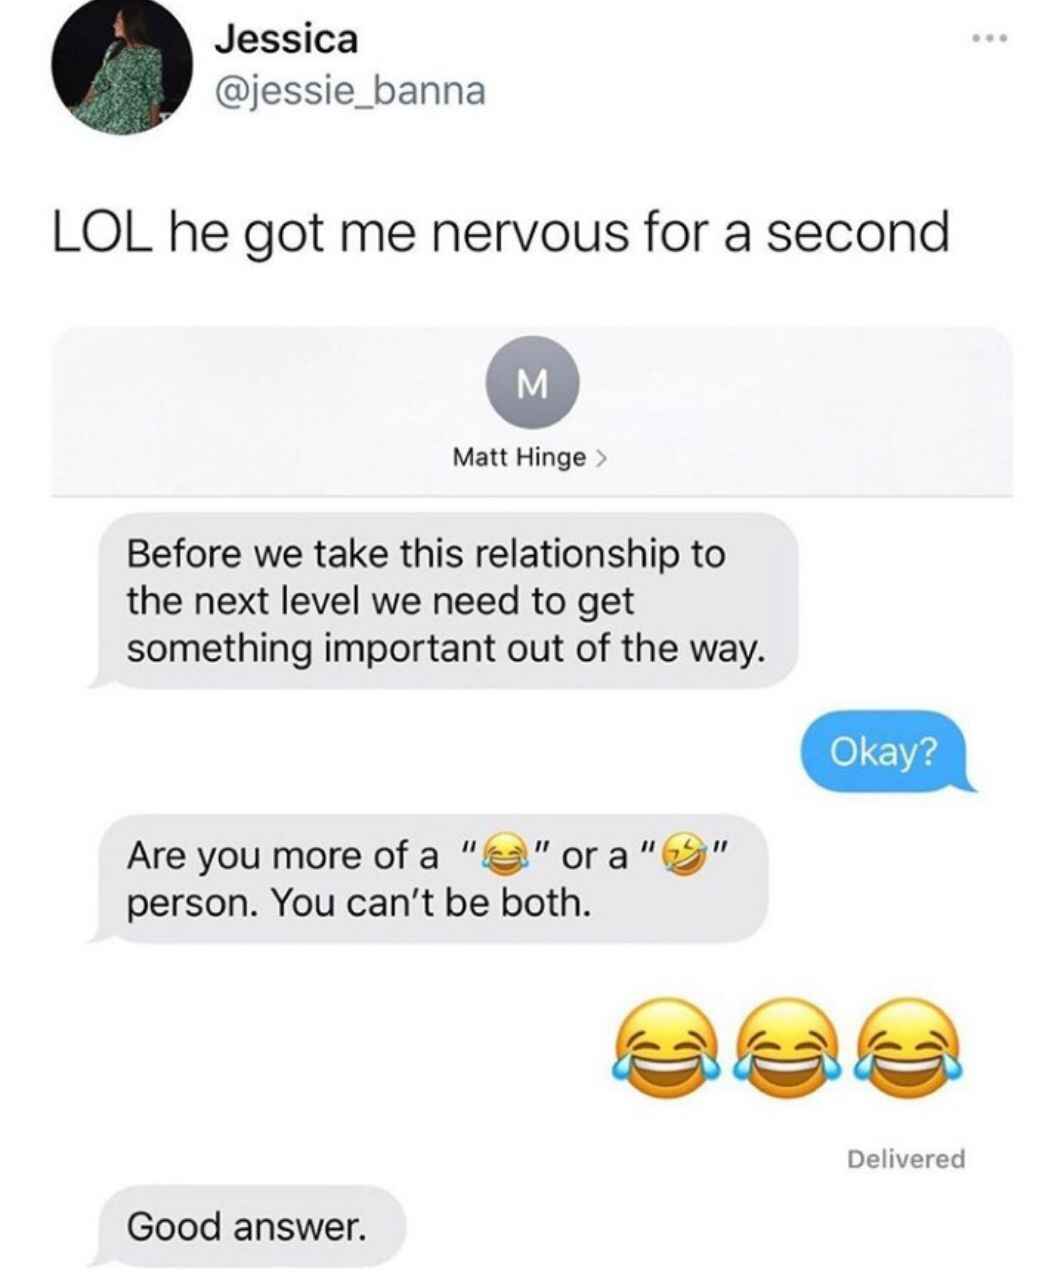 Jessica
@jessie_banna
LOL he got me nervous for a second
M
Matt Hinge >
Before we take this relationship to
the next level we need to get
something important out of the way.
Okay?
Are you more of a "😂" or a "🤣"
person. You can't be both.
😂😂😂
Delivered
Good answer.